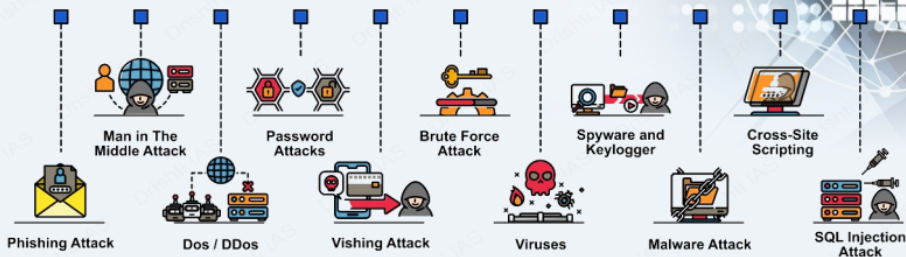 Man in The
Middle Attack
Password
Attacks
Brute Force
Attack
Spyware and
Keylogger
Cross-Site
Scripting
Phishing Attack
Dos / DDos
Vishing Attack
Viruses
Malware Attack
SQL Injection
Attack